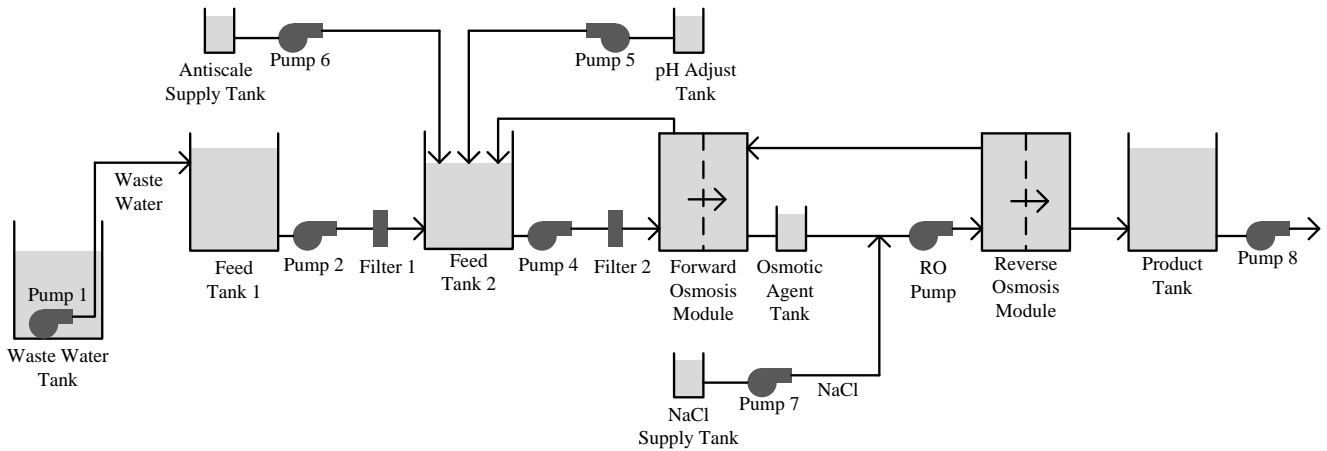 Antiscale
Supply Tank
Pump 6
Pump 5
pH Adjust
Tank
Waste
Water
Pump 1
Waste Water
Tank
Feed
Tank 1
Pump 2
Filter 1
Feed
Tank 2
Pump 4
Filter 2
Forward
Osmosis
Module
Osmotic
Agent
Tank
RO
Pump
Reverse
Osmosis
Module
Product
Tank
Pump 8
NaCl
Supply Tank
Pump 7
NaCl